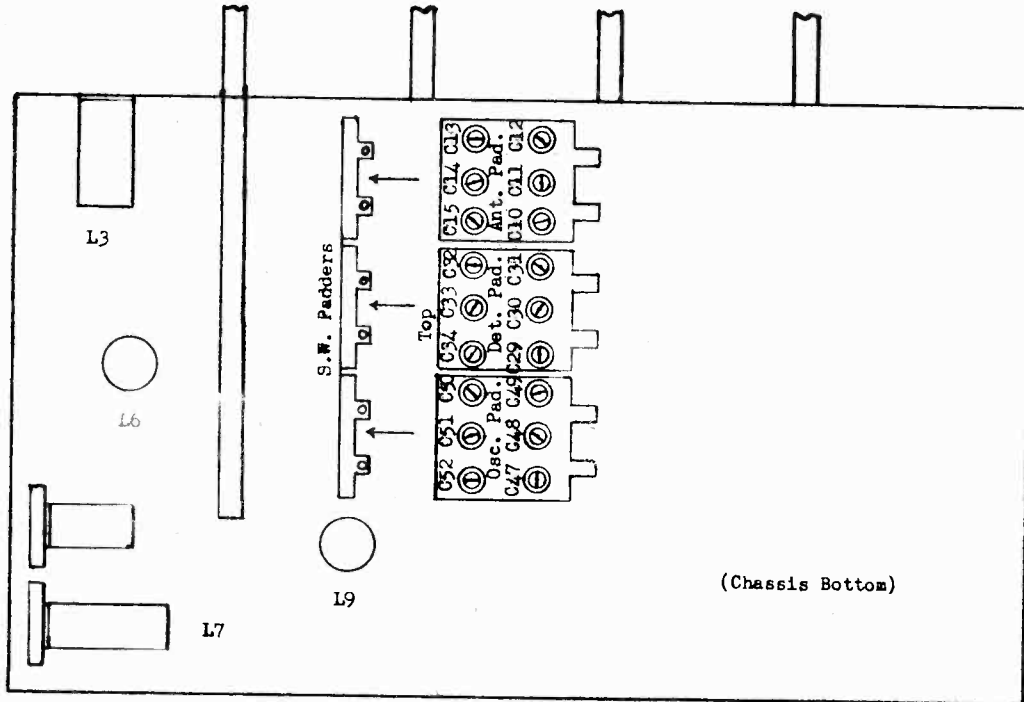 L3
L6
L7
L9
S.W. Padders
Top
C13 C14 C15
Ant. Pad.
C12 C11 C10
C32 C33 C34
Det. Pad.
C31 C30 C29
C50 C51 C52
Osc. Pad.
C49 C48 C47
(Chassis Bottom)